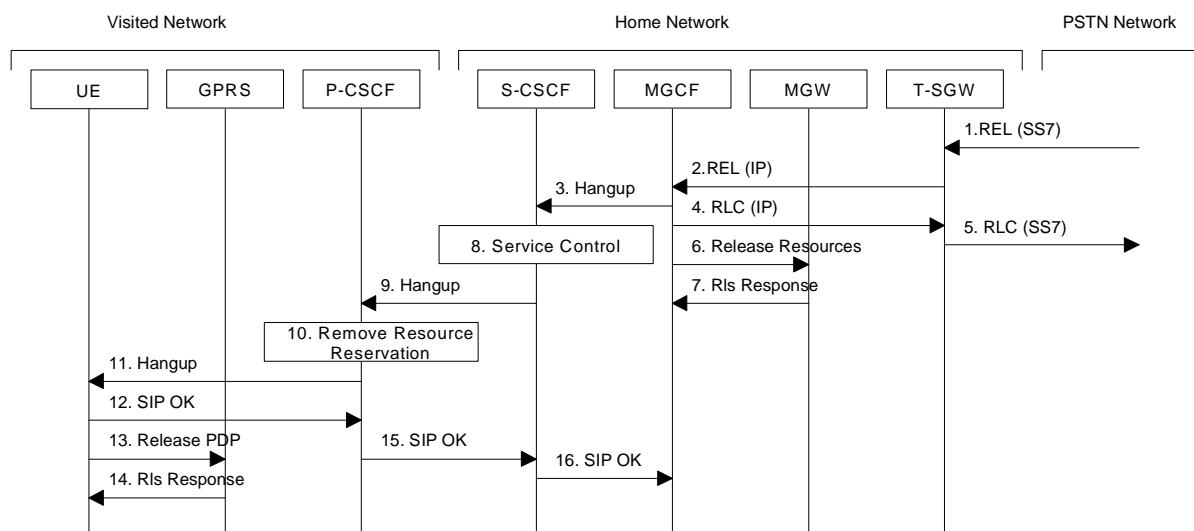 Visited Network
Home Network
PSTN Network
UE
GPRS
P-CSCF
S-CSCF
MGCF
MGW
T-SGW
1.REL (SS7)
2.REL (IP)
3. Hangup
4. RLC (IP)
5. RLC (SS7)
8. Service Control
6. Release Resources
9. Hangup
7. Rls Response
10. Remove Resource
Reservation
11. Hangup
12. SIP OK
13. Release PDP
15. SIP OK
16. SIP OK
14. Rls Response